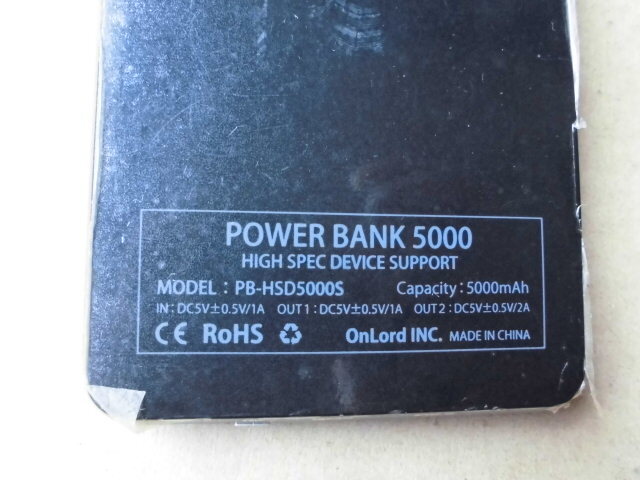 POWER BANK 5000
HIGH SPEC DEVICE SUPPORT
MODEL : PB-HSD5000S Capacity : 5000mAh
IN : DC5V±0.5V/1A OUT1 : DC5V±0.5V/1A OUT2 : DC5V±0.5V/2A
CE RoHS OnLord INC. MADE IN CHINA